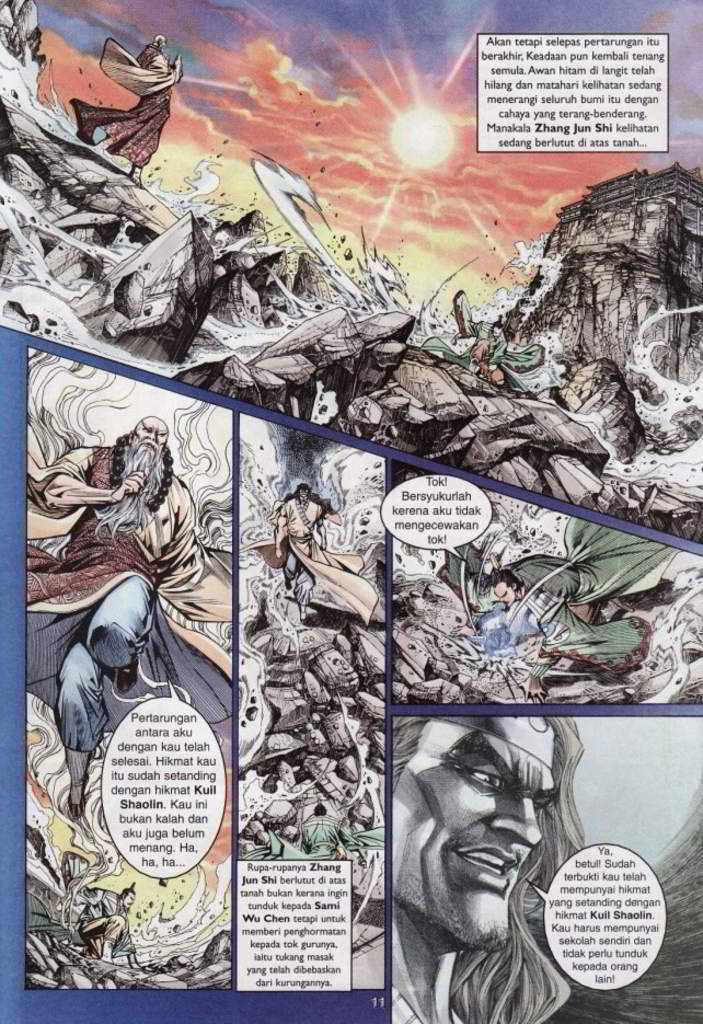 Akan tetapi selepas pertarungan itu
berakhir, Keadaan pun kembali tenang
semula. Awan hitam di langit telah
hilang dan matahari kelihatan sedang
menerangi seluruh bumi itu dengan
cahaya yang terang-benderang.
Manakala Zhang Jun Shi kelihatan
sedang berlutut di atas tanah...
Pertarungan
antara aku
dengan kau telah
selesai. Hikmat kau
itu sudah setanding
dengan hikmat Kuil
Shaolin. Kau ini
bukan kalah dan
aku juga belum
menang. Ha,
ha, ha...
Rupa-rupanya Zhang
Jun Shi berlutut di atas
tanah bukan kerana ingin
tunduk kepada Sami
Wu Chen tetapi untuk
memberi penghormatan
kepada tok gurunya,
iaitu tukang masak
yang telah dibebaskan
dari kurungannya.
Tok!
Bersyukurlah
kerena aku tidak
mengecewakan
tok!
Ya,
betul! Sudah
terbukti kau telah
mempunyai hikmat
yang setanding dengan
hikmat Kuil Shaolin.
Kau harus mempunyai
sekolah sendiri dan
tidak perlu tunduk
kepada orang
lain!
11